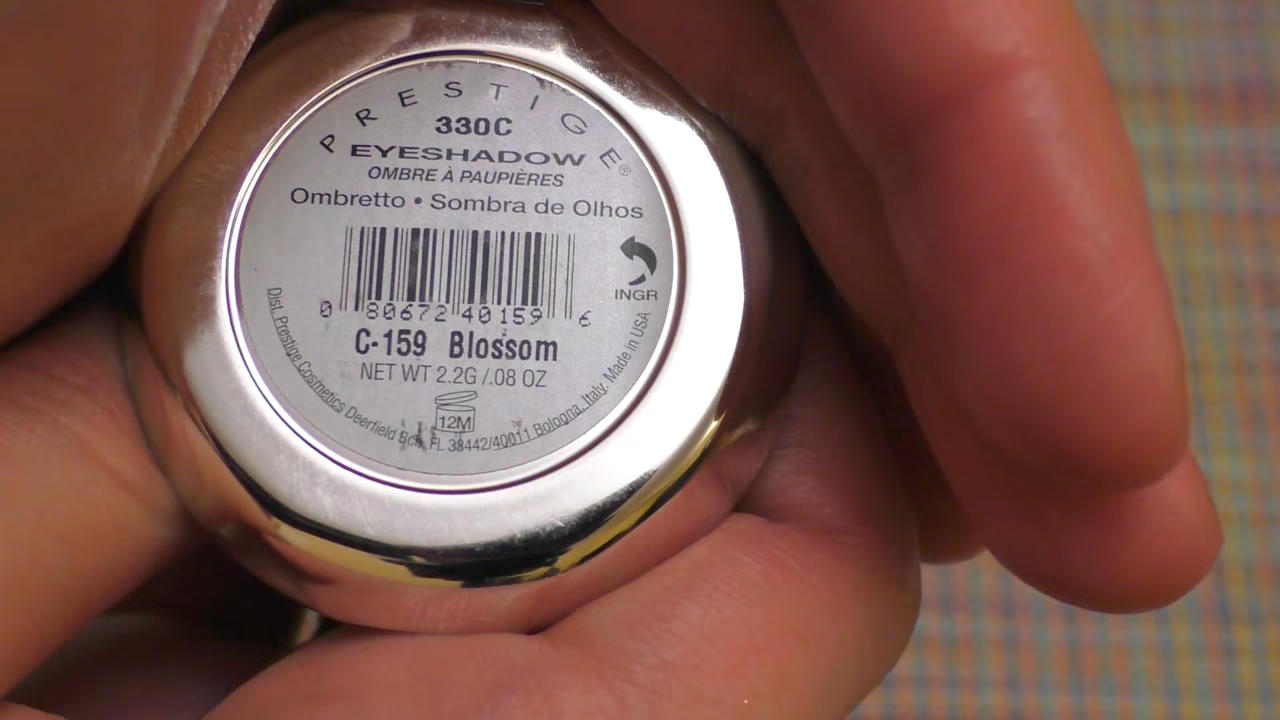 PRESTIGE®
330C
EYESHADOW
OMBRE À PAUPIÈRES
Ombretto • Sombra de Olhos
INGR
0 80672 40159 6
C-159 Blossom
NET WT 2.2G /.08 OZ
12M
Dist. Prestige Cosmetics Deerfield Bch, FL 33442/40011 Bologna, Italy. Made in USA